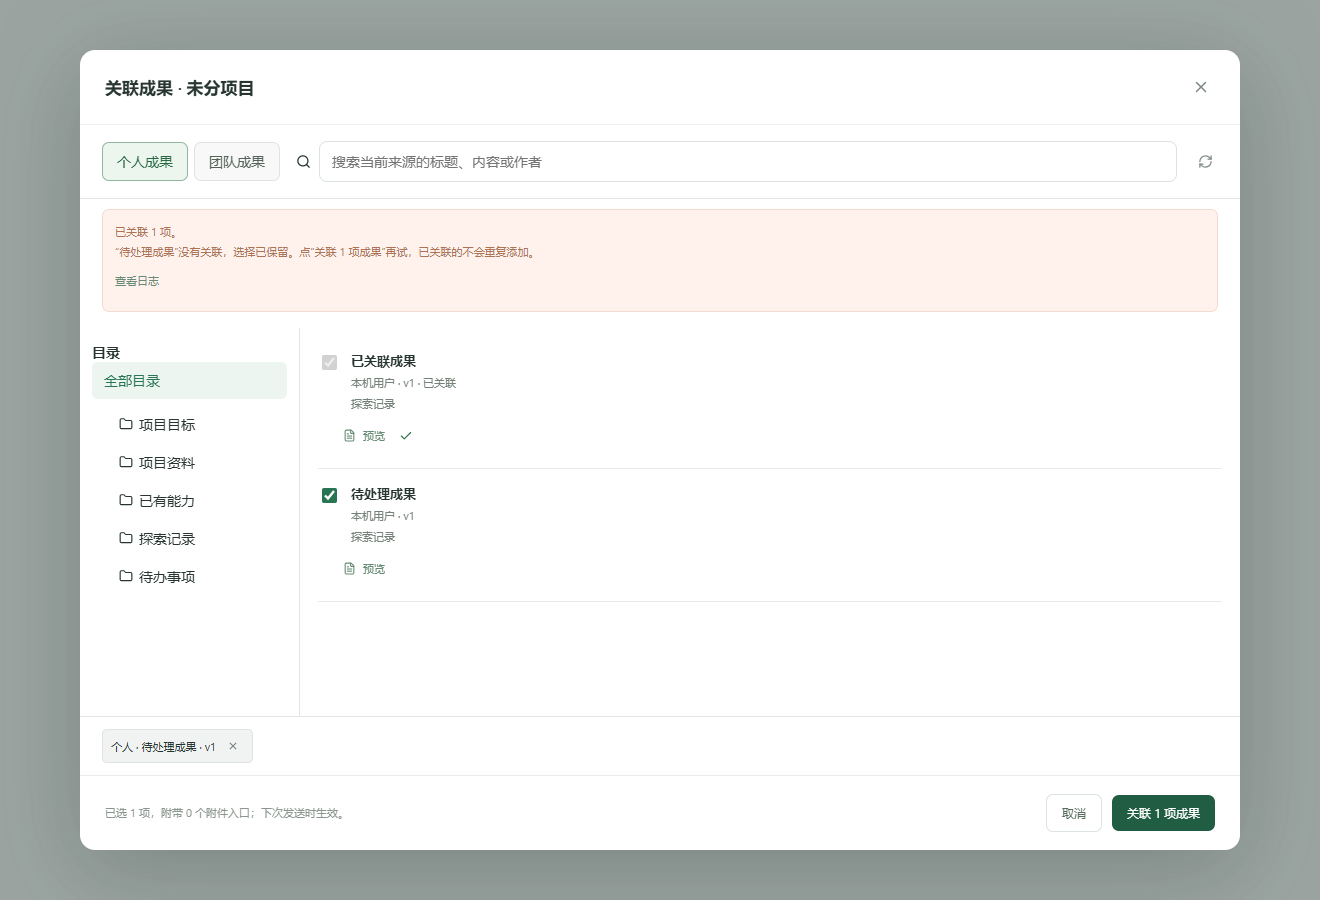 关联成果 · 未分项目
个人成果
团队成果
搜索当前来源的标题、内容或作者
已关联 1 项。
“待处理成果”没有关联，选择已保留。点“关联 1 项成果”再试，已关联的不会重复添加。
查看日志
目录
全部目录
项目目标
项目资料
已有能力
探索记录
待办事项
已关联成果
本机用户 · v1 · 已关联
探索记录
预览
待处理成果
本机用户 · v1
探索记录
预览
个人 · 待处理成果 · v1
已选 1 项，附带 0 个附件入口；下次发送时生效。
取消
关联 1 项成果